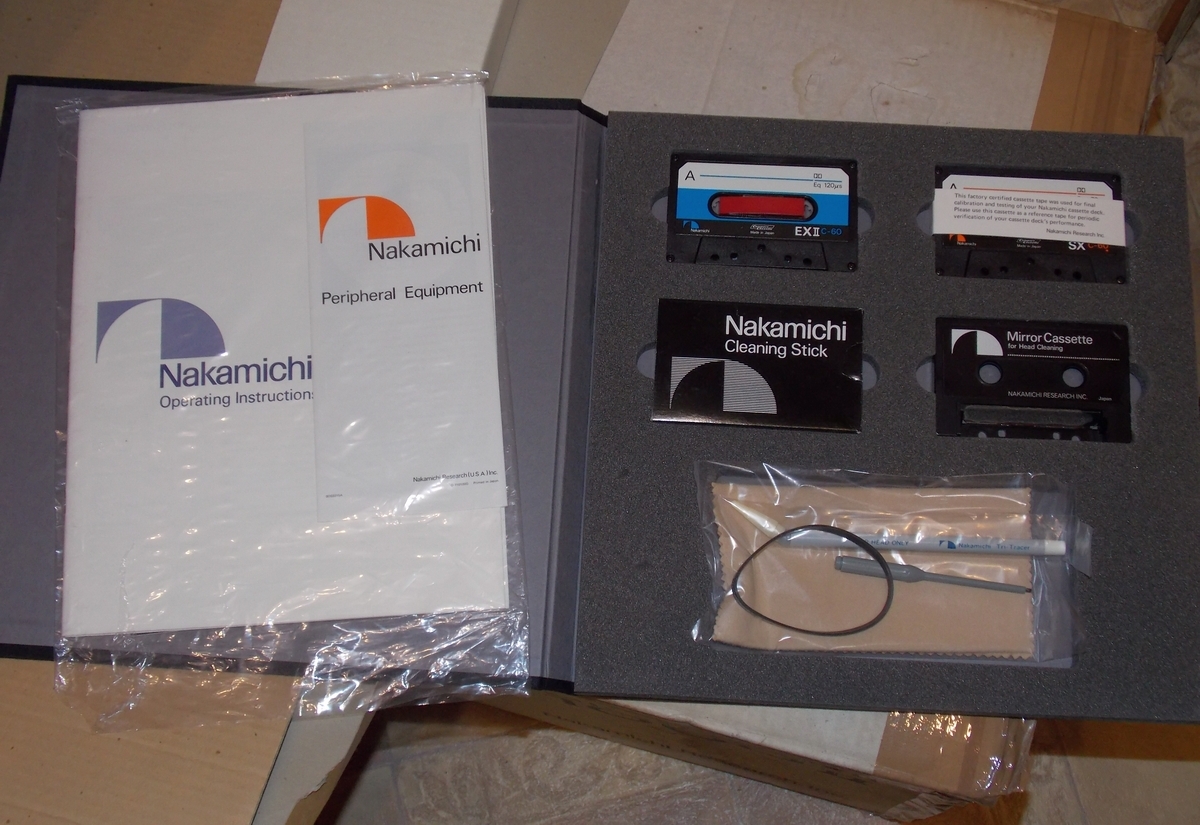 Nakamichi
Operating Instructions
Nakamichi
Peripheral Equipment
Nakamichi Research (U.S.A.) Inc.
A
Eq 120µs
Nakamichi
Made in Japan
EXII C-60
A
This factory certified cassette tape was used for final
calibration and testing of your Nakamichi cassette deck.
Please use this cassette as a reference tape for periodic
verification of your cassette deck's performance.
Nakamichi Research Inc.
Made in Japan
SX C-60
Nakamichi
Cleaning Stick
Mirror Cassette
for Head Cleaning
NAKAMICHI RESEARCH INC.
Japan
Nakamichi Tri Tracer